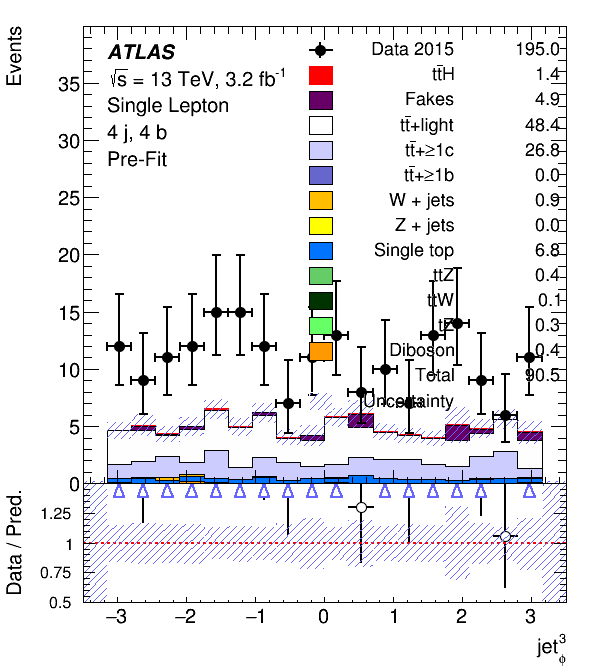 Events
ATLAS
√s = 13 TeV, 3.2 fb⁻¹
Single Lepton
4 j, 4 b
Pre-Fit
Data 2015 195.0
tt̄H 1.4
Fakes 4.9
tt̄+light 48.4
tt̄+≥1c 26.8
tt̄+≥1b 0.0
W + jets 0.9
Z + jets 0.0
Single top 6.8
ttZ 0.4
ttW 0.1
tZ 0.3
Diboson 0.4
Total 90.5
Uncertainty
35
30
25
20
15
10
5
0
Data / Pred.
1.25
1
0.75
0.5
−3 −2 −1 0 1 2 3
jet³ᵩ